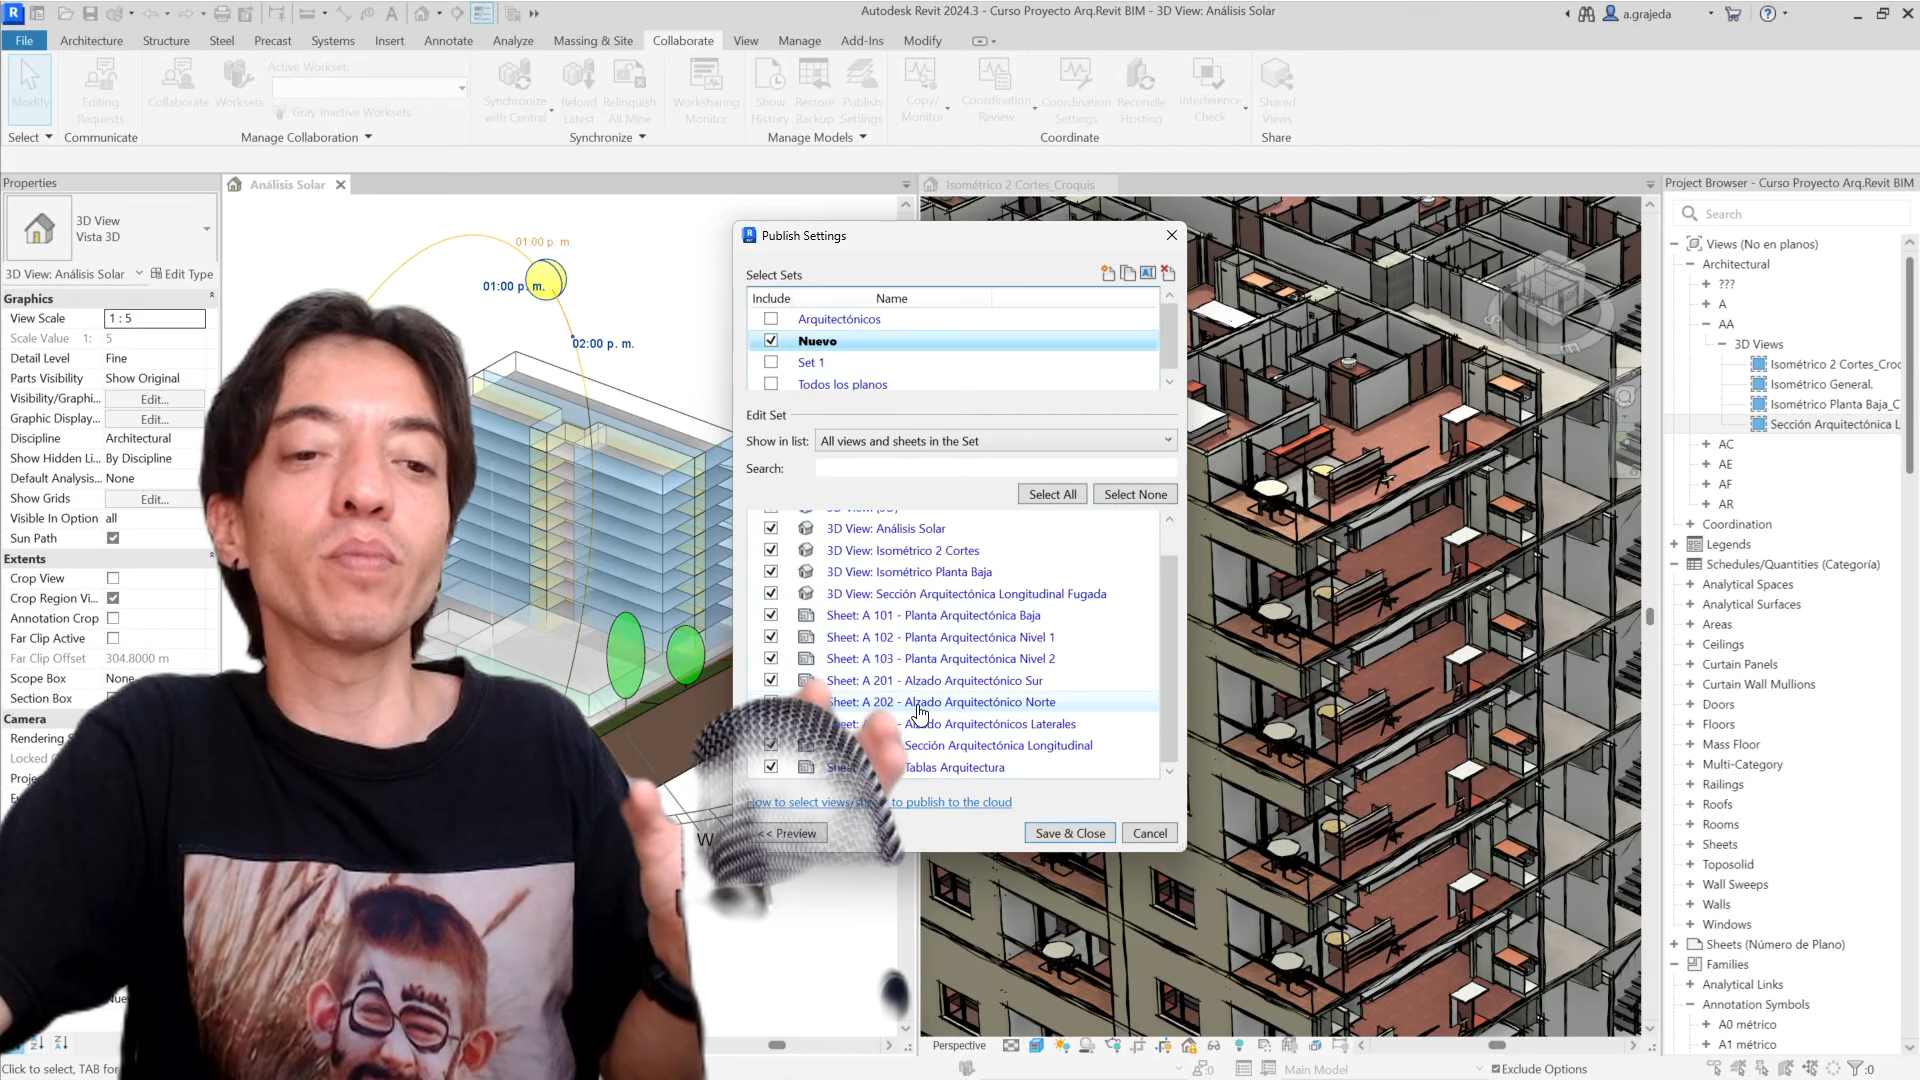 Autodesk Revit 2024.3 - Curso Proyecto Arq.Revit BIM - 3D View: Análisis Solar
a.grajeda
File Architecture Structure Steel Precast Systems Insert Annotate Analyze Massing & Site Collaborate View Manage Add-Ins Modify
Modify
Editing Requests
Collaborate
Worksets
Active Workset:
Gray Inactive Worksets
Synchronize with Central
Reload Latest
Relinquish All Mine
Worksharing Monitor
Show History
Restore Backup
Publish Settings
Copy/ Monitor
Coordination Review
Coordination Settings
Reconcile Hosting
Interference Check
Shared Views
Select
Communicate
Manage Collaboration
Synchronize
Manage Models
Coordinate
Share
Properties
3D View
Vista 3D
3D View: Análisis Solar
Edit Type
Graphics
View Scale 1 : 5
Scale Value 1: 5
Detail Level Fine
Parts Visibility Show Original
Visibility/Graphi... Edit...
Graphic Display... Edit...
Discipline Architectural
Show Hidden Li... By Discipline
Default Analysis... None
Show Grids Edit...
Visible In Option all
Sun Path
Extents
Crop View
Crop Region Vi...
Annotation Crop
Far Clip Active
Far Clip Offset 304.8000 m
Scope Box None
Section Box
Camera
Rendering S
Locked
Projec
Click to select, TAB for
Análisis Solar
01:00 p. m.
01:00 p. m.
02:00 p. m.
W
Isométrico 2 Cortes_Croquis
Publish Settings
Select Sets
Include Name
Arquitectónicos
Nuevo
Set 1
Todos los planos
Edit Set
Show in list: All views and sheets in the Set
Search:
Select All Select None
3D View: Análisis Solar
3D View: Isométrico 2 Cortes
3D View: Isométrico Planta Baja
3D View: Sección Arquitectónica Longitudinal Fugada
Sheet: A 101 - Planta Arquitectónica Baja
Sheet: A 102 - Planta Arquitectónica Nivel 1
Sheet: A 103 - Planta Arquitectónica Nivel 2
Sheet: A 201 - Alzado Arquitectónico Sur
Sheet: A 202 - Alzado Arquitectónico Norte
Arquitectónicos Laterales
Sección Arquitectónica Longitudinal
Tablas Arquitectura
How to select views to publish to the cloud
<< Preview Save & Close Cancel
Perspective
Main Model
Exclude Options
:0
:0
Project Browser - Curso Proyecto Arq.Revit BIM
Search
Views (No en planos)
Architectural
???
A
AA
3D Views
Isométrico 2 Cortes_Croc
Isométrico General.
Isométrico Planta Baja_C
Sección Arquitectónica L
AC
AE
AF
AR
Coordination
Legends
Schedules/Quantities (Categoría)
Analytical Spaces
Analytical Surfaces
Areas
Ceilings
Curtain Panels
Curtain Wall Mullions
Doors
Floors
Mass Floor
Multi-Category
Railings
Roofs
Rooms
Sheets
Toposolid
Wall Sweeps
Walls
Windows
Sheets (Número de Plano)
Families
Analytical Links
Annotation Symbols
A0 métrico
A1 métrico